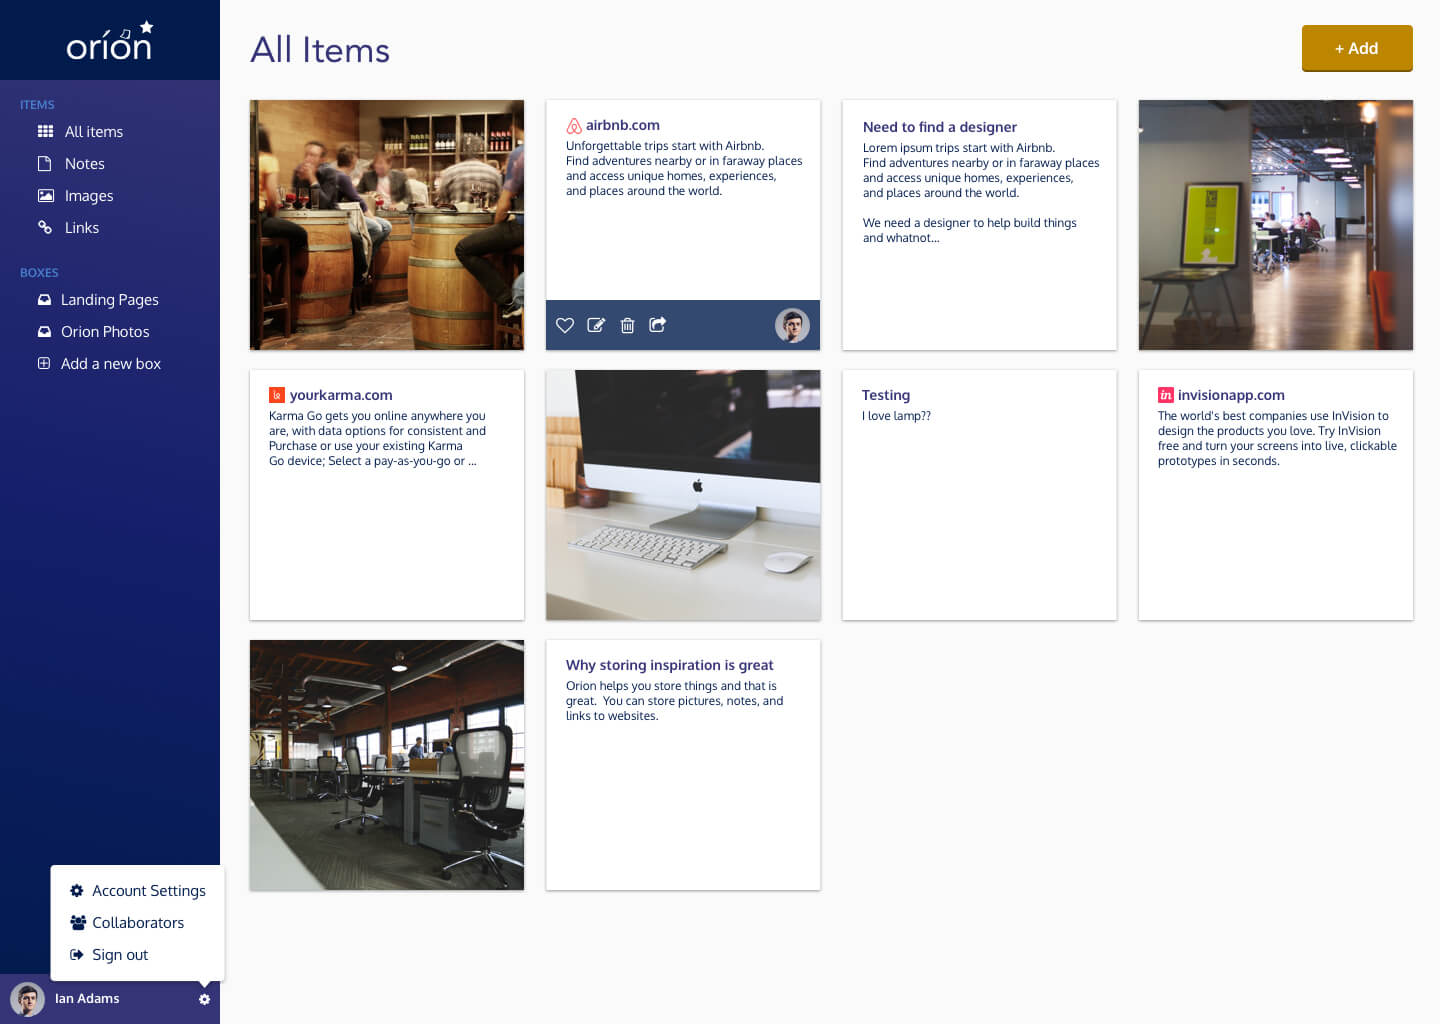 oríon
ITEMS
All items
Notes
Images
Links
BOXES
Landing Pages
Orion Photos
Add a new box
Account Settings
Collaborators
Sign out
Ian Adams
All Items
+ Add
airbnb.com
Unforgettable trips start with Airbnb.
Find adventures nearby or in faraway places
and access unique homes, experiences,
and places around the world.
Need to find a designer
Lorem ipsum trips start with Airbnb.
Find adventures nearby or in faraway places
and access unique homes, experiences,
and places around the world.
We need a designer to help build things
and whatnot...
yourkarma.com
Karma Go gets you online anywhere you
are, with data options for consistent and
Purchase or use your existing Karma
Go device; Select a pay-as-you-go or ...
Testing
I love lamp??
in invisionapp.com
The world's best companies use InVision to
design the products you love. Try InVision
free and turn your screens into live, clickable
prototypes in seconds.
Why storing inspiration is great
Orion helps you store things and that is
great.  You can store pictures, notes, and
links to websites.